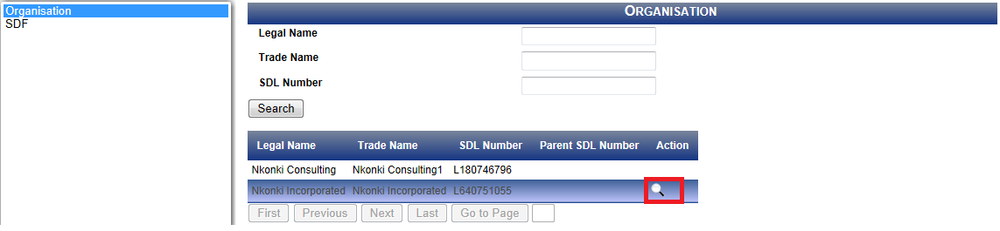 Organisation
SDF
ORGANISATION
Legal Name
Trade Name
SDL Number
Search
Legal Name Trade Name SDL Number Parent SDL Number Action
Nkonki Consulting Nkonki Consulting1 L180746796
Nkonki Incorporated Nkonki Incorporated L640751055
First Previous Next Last Go to Page